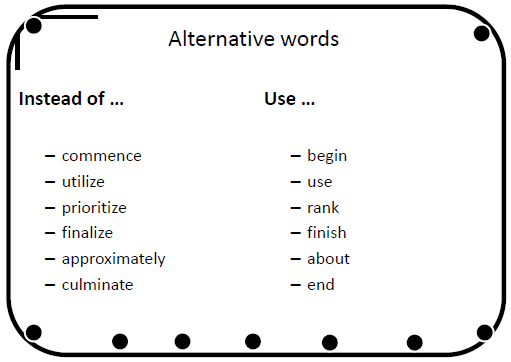 Alternative words
Instead of ... Use ...
– commence – begin
– utilize – use
– prioritize – rank
– finalize – finish
– approximately – about
– culminate – end